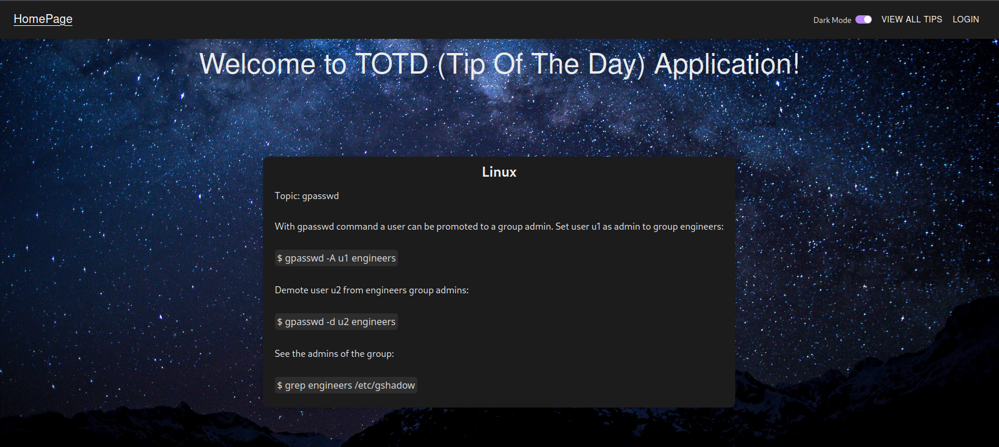 HomePage
Dark Mode VIEW ALL TIPS LOGIN
Welcome to TOTD (Tip Of The Day) Application!
Linux
Topic: gpasswd
With gpasswd command a user can be promoted to a group admin. Set user u1 as admin to group engineers:
$ gpasswd -A u1 engineers
Demote user u2 from engineers group admins:
$ gpasswd -d u2 engineers
See the admins of the group:
$ grep engineers /etc/gshadow